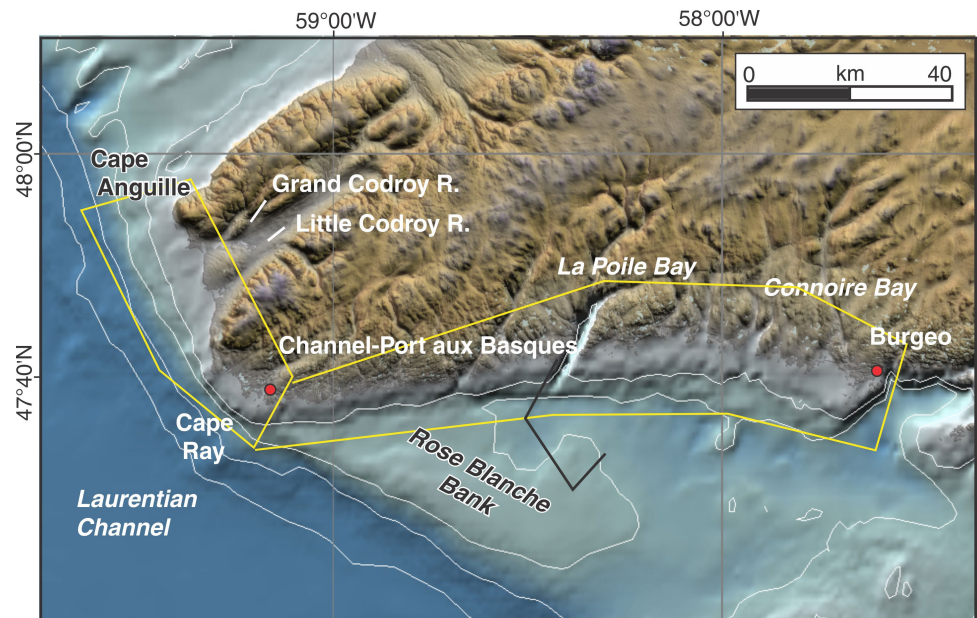 59°00'W
58°00'W
0 km 40
48°00'N
Cape
Anguille
Grand Codroy R.
Little Codroy R.
La Poile Bay
Connoire Bay
Burgeo
Channel-Port aux Basques
47°40'N
Cape
Ray
Rose Blanche
Bank
Laurentian
Channel